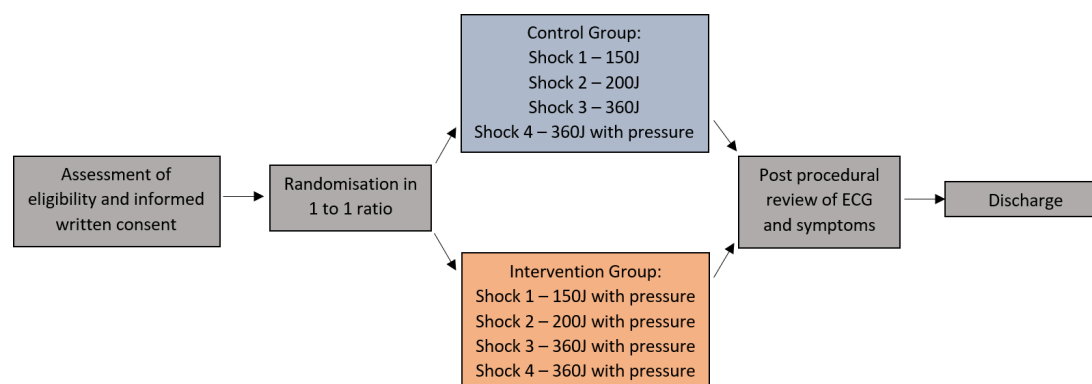 Assessment of
eligibility and informed
written consent
Randomisation in
1 to 1 ratio
Control Group:
Shock 1 – 150J
Shock 2 – 200J
Shock 3 – 360J
Shock 4 – 360J with pressure
Intervention Group:
Shock 1 – 150J with pressure
Shock 2 – 200J with pressure
Shock 3 – 360J with pressure
Shock 4 – 360J with pressure
Post procedural
review of ECG
and symptoms
Discharge